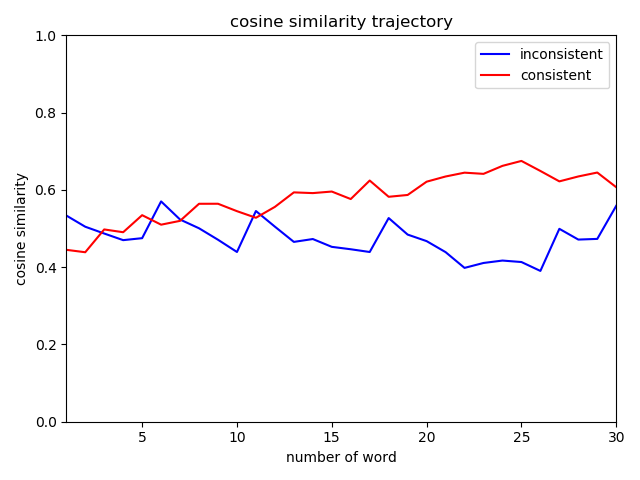 cosine similarity trajectory
inconsistent
consistent
1.0
0.8
0.6
0.4
0.2
0.0
cosine similarity
5
10
15
20
25
30
number of word